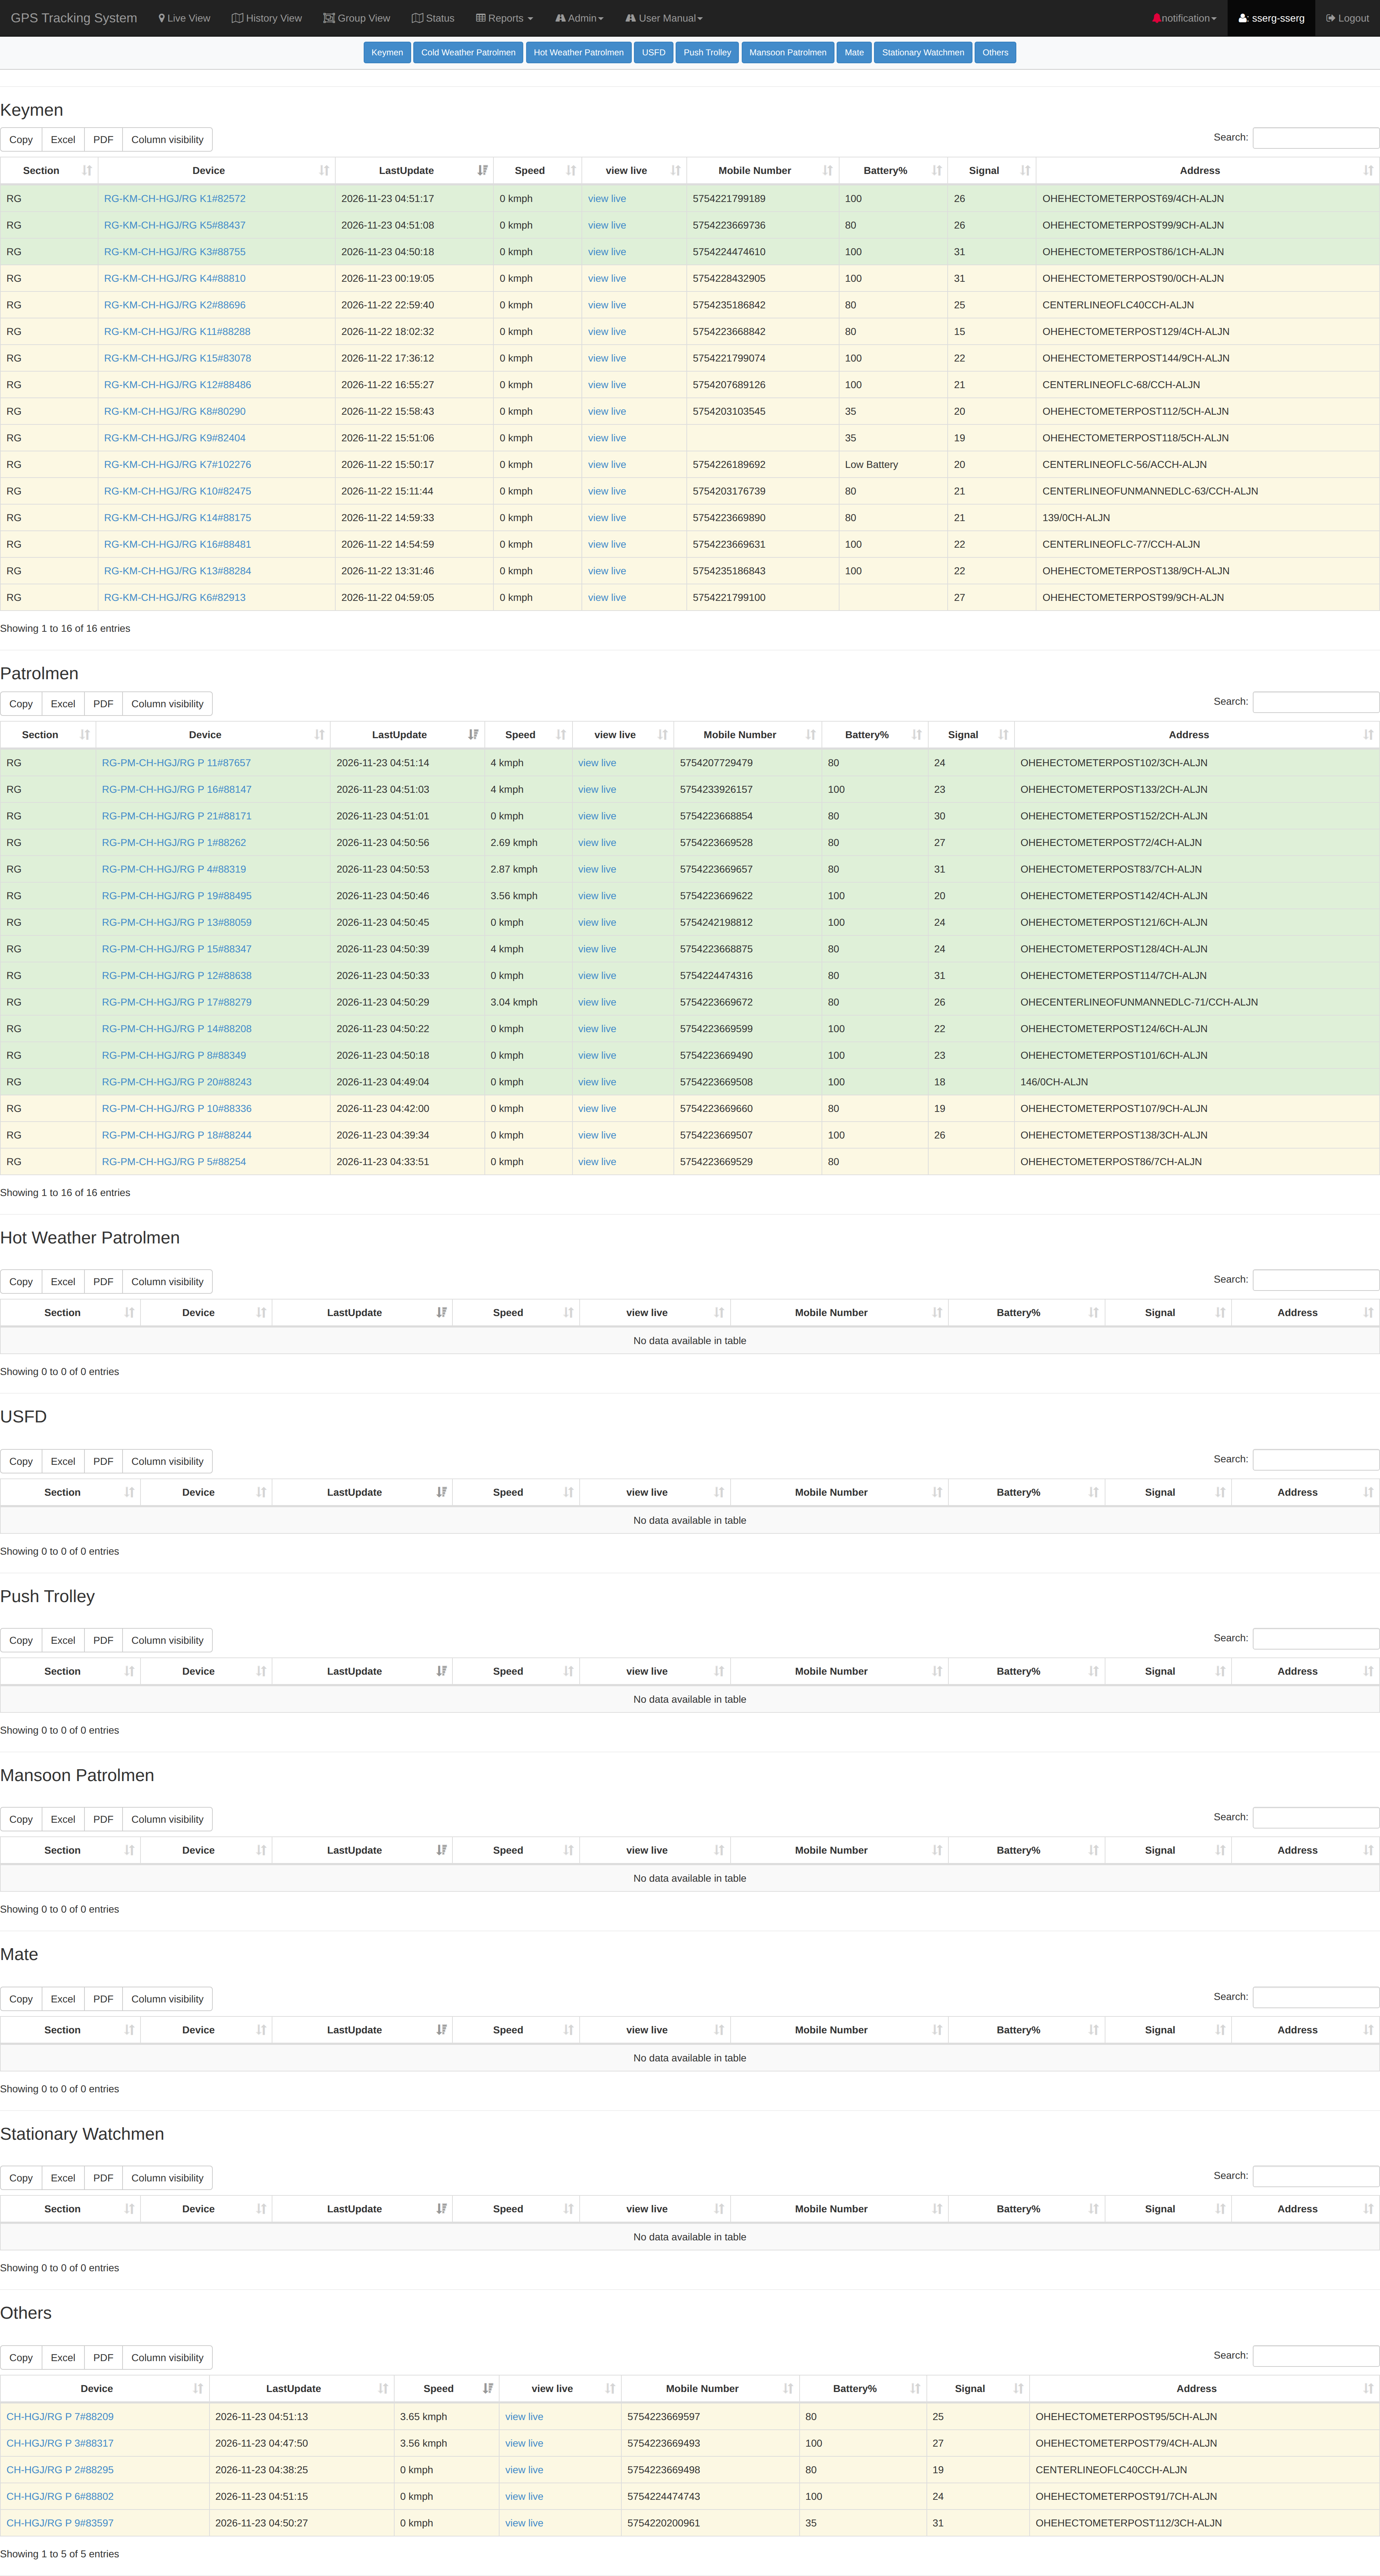 GPS Tracking System Live View History View Group View Status Reports Admin User Manual notification : sserg-sserg Logout
Keymen Cold Weather Patrolmen Hot Weather Patrolmen USFD Push Trolley Mansoon Patrolmen Mate Stationary Watchmen Others
Keymen
Copy Excel PDF Column visibility Search:
Section Device LastUpdate Speed view live Mobile Number Battery% Signal Address
RG RG-KM-CH-HGJ/RG K1#82572 2026-11-23 04:51:17 0 kmph view live 5754221799189 100 26 OHEHECTOMETERPOST69/4CH-ALJN
RG RG-KM-CH-HGJ/RG K5#88437 2026-11-23 04:51:08 0 kmph view live 5754223669736 80 26 OHEHECTOMETERPOST99/9CH-ALJN
RG RG-KM-CH-HGJ/RG K3#88755 2026-11-23 04:50:18 0 kmph view live 5754224474610 100 31 OHEHECTOMETERPOST86/1CH-ALJN
RG RG-KM-CH-HGJ/RG K4#88810 2026-11-23 00:19:05 0 kmph view live 5754228432905 100 31 OHEHECTOMETERPOST90/0CH-ALJN
RG RG-KM-CH-HGJ/RG K2#88696 2026-11-22 22:59:40 0 kmph view live 5754235186842 80 25 CENTERLINEOFLC40CCH-ALJN
RG RG-KM-CH-HGJ/RG K11#88288 2026-11-22 18:02:32 0 kmph view live 5754223668842 80 15 OHEHECTOMETERPOST129/4CH-ALJN
RG RG-KM-CH-HGJ/RG K15#83078 2026-11-22 17:36:12 0 kmph view live 5754221799074 100 22 OHEHECTOMETERPOST144/9CH-ALJN
RG RG-KM-CH-HGJ/RG K12#88486 2026-11-22 16:55:27 0 kmph view live 5754207689126 100 21 CENTERLINEOFLC-68/CCH-ALJN
RG RG-KM-CH-HGJ/RG K8#80290 2026-11-22 15:58:43 0 kmph view live 5754203103545 35 20 OHEHECTOMETERPOST112/5CH-ALJN
RG RG-KM-CH-HGJ/RG K9#82404 2026-11-22 15:51:06 0 kmph view live 35 19 OHEHECTOMETERPOST118/5CH-ALJN
RG RG-KM-CH-HGJ/RG K7#102276 2026-11-22 15:50:17 0 kmph view live 5754226189692 Low Battery 20 CENTERLINEOFLC-56/ACCH-ALJN
RG RG-KM-CH-HGJ/RG K10#82475 2026-11-22 15:11:44 0 kmph view live 5754203176739 80 21 CENTERLINEOFUNMANNEDLC-63/CCH-ALJN
RG RG-KM-CH-HGJ/RG K14#88175 2026-11-22 14:59:33 0 kmph view live 5754223669890 80 21 139/0CH-ALJN
RG RG-KM-CH-HGJ/RG K16#88481 2026-11-22 14:54:59 0 kmph view live 5754223669631 100 22 CENTERLINEOFLC-77/CCH-ALJN
RG RG-KM-CH-HGJ/RG K13#88284 2026-11-22 13:31:46 0 kmph view live 5754235186843 100 22 OHEHECTOMETERPOST138/9CH-ALJN
RG RG-KM-CH-HGJ/RG K6#82913 2026-11-22 04:59:05 0 kmph view live 5754221799100 27 OHEHECTOMETERPOST99/9CH-ALJN
Showing 1 to 16 of 16 entries
Patrolmen
Copy Excel PDF Column visibility Search:
Section Device LastUpdate Speed view live Mobile Number Battery% Signal Address
RG RG-PM-CH-HGJ/RG P 11#87657 2026-11-23 04:51:14 4 kmph view live 5754207729479 80 24 OHEHECTOMETERPOST102/3CH-ALJN
RG RG-PM-CH-HGJ/RG P 16#88147 2026-11-23 04:51:03 4 kmph view live 5754233926157 100 23 OHEHECTOMETERPOST133/2CH-ALJN
RG RG-PM-CH-HGJ/RG P 21#88171 2026-11-23 04:51:01 0 kmph view live 5754223668854 80 30 OHEHECTOMETERPOST152/2CH-ALJN
RG RG-PM-CH-HGJ/RG P 1#88262 2026-11-23 04:50:56 2.69 kmph view live 5754223669528 80 27 OHEHECTOMETERPOST72/4CH-ALJN
RG RG-PM-CH-HGJ/RG P 4#88319 2026-11-23 04:50:53 2.87 kmph view live 5754223669657 80 31 OHEHECTOMETERPOST83/7CH-ALJN
RG RG-PM-CH-HGJ/RG P 19#88495 2026-11-23 04:50:46 3.56 kmph view live 5754223669622 100 20 OHEHECTOMETERPOST142/4CH-ALJN
RG RG-PM-CH-HGJ/RG P 13#88059 2026-11-23 04:50:45 0 kmph view live 5754242198812 100 24 OHEHECTOMETERPOST121/6CH-ALJN
RG RG-PM-CH-HGJ/RG P 15#88347 2026-11-23 04:50:39 4 kmph view live 5754223668875 80 24 OHEHECTOMETERPOST128/4CH-ALJN
RG RG-PM-CH-HGJ/RG P 12#88638 2026-11-23 04:50:33 0 kmph view live 5754224474316 80 31 OHEHECTOMETERPOST114/7CH-ALJN
RG RG-PM-CH-HGJ/RG P 17#88279 2026-11-23 04:50:29 3.04 kmph view live 5754223669672 80 26 OHECENTERLINEOFUNMANNEDLC-71/CCH-ALJN
RG RG-PM-CH-HGJ/RG P 14#88208 2026-11-23 04:50:22 0 kmph view live 5754223669599 100 22 OHEHECTOMETERPOST124/6CH-ALJN
RG RG-PM-CH-HGJ/RG P 8#88349 2026-11-23 04:50:18 0 kmph view live 5754223669490 100 23 OHEHECTOMETERPOST101/6CH-ALJN
RG RG-PM-CH-HGJ/RG P 20#88243 2026-11-23 04:49:04 0 kmph view live 5754223669508 100 18 146/0CH-ALJN
RG RG-PM-CH-HGJ/RG P 10#88336 2026-11-23 04:42:00 0 kmph view live 5754223669660 80 19 OHEHECTOMETERPOST107/9CH-ALJN
RG RG-PM-CH-HGJ/RG P 18#88244 2026-11-23 04:39:34 0 kmph view live 5754223669507 100 26 OHEHECTOMETERPOST138/3CH-ALJN
RG RG-PM-CH-HGJ/RG P 5#88254 2026-11-23 04:33:51 0 kmph view live 5754223669529 80 OHEHECTOMETERPOST86/7CH-ALJN
Showing 1 to 16 of 16 entries
Hot Weather Patrolmen
Copy Excel PDF Column visibility Search:
Section Device LastUpdate Speed view live Mobile Number Battery% Signal Address
No data available in table
Showing 0 to 0 of 0 entries
USFD
Copy Excel PDF Column visibility Search:
Section Device LastUpdate Speed view live Mobile Number Battery% Signal Address
No data available in table
Showing 0 to 0 of 0 entries
Push Trolley
Copy Excel PDF Column visibility Search:
Section Device LastUpdate Speed view live Mobile Number Battery% Signal Address
No data available in table
Showing 0 to 0 of 0 entries
Mansoon Patrolmen
Copy Excel PDF Column visibility Search:
Section Device LastUpdate Speed view live Mobile Number Battery% Signal Address
No data available in table
Showing 0 to 0 of 0 entries
Mate
Copy Excel PDF Column visibility Search:
Section Device LastUpdate Speed view live Mobile Number Battery% Signal Address
No data available in table
Showing 0 to 0 of 0 entries
Stationary Watchmen
Copy Excel PDF Column visibility Search:
Section Device LastUpdate Speed view live Mobile Number Battery% Signal Address
No data available in table
Showing 0 to 0 of 0 entries
Others
Copy Excel PDF Column visibility Search:
Device LastUpdate Speed view live Mobile Number Battery% Signal Address
CH-HGJ/RG P 7#88209 2026-11-23 04:51:13 3.65 kmph view live 5754223669597 80 25 OHEHECTOMETERPOST95/5CH-ALJN
CH-HGJ/RG P 3#88317 2026-11-23 04:47:50 3.56 kmph view live 5754223669493 100 27 OHEHECTOMETERPOST79/4CH-ALJN
CH-HGJ/RG P 2#88295 2026-11-23 04:38:25 0 kmph view live 5754223669498 80 19 CENTERLINEOFLC40CCH-ALJN
CH-HGJ/RG P 6#88802 2026-11-23 04:51:15 0 kmph view live 5754224474743 100 24 OHEHECTOMETERPOST91/7CH-ALJN
CH-HGJ/RG P 9#83597 2026-11-23 04:50:27 0 kmph view live 5754220200961 35 31 OHEHECTOMETERPOST112/3CH-ALJN
Showing 1 to 5 of 5 entries